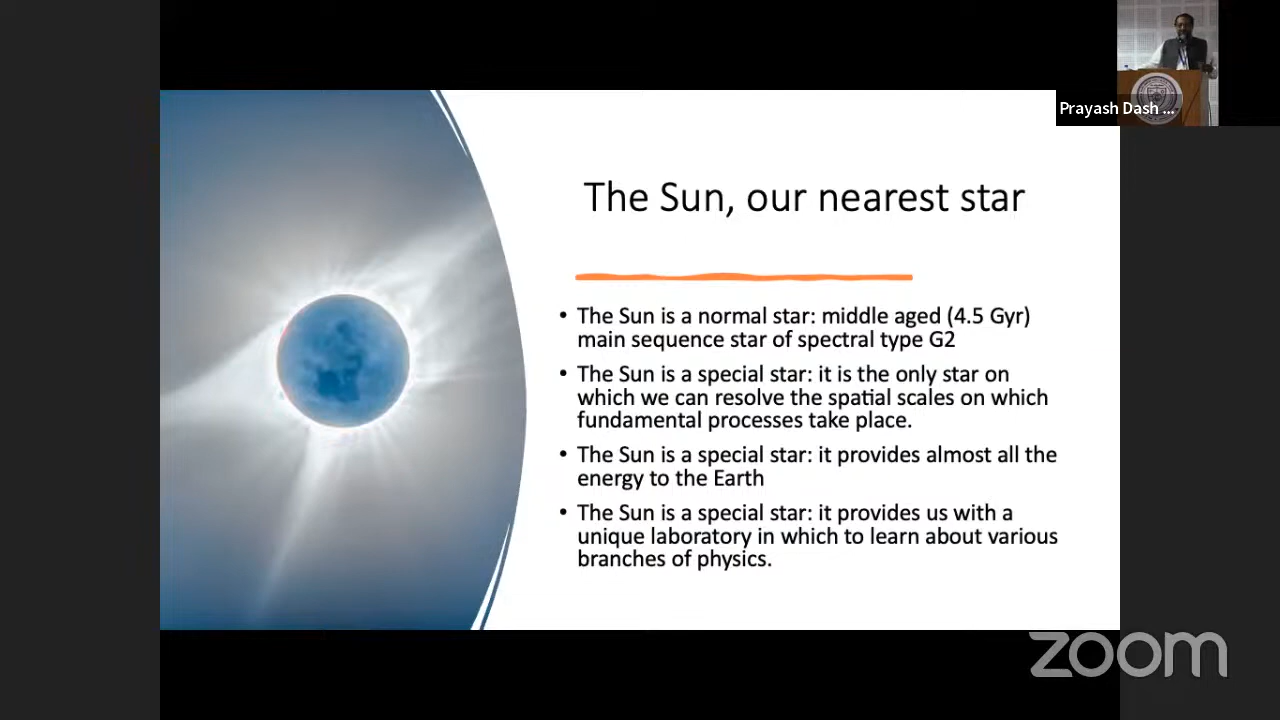 Prayash Dash ...
The Sun, our nearest star
• The Sun is a normal star: middle aged (4.5 Gyr)
main sequence star of spectral type G2
• The Sun is a special star: it is the only star on
which we can resolve the spatial scales on which
fundamental processes take place.
• The Sun is a special star: it provides almost all the
energy to the Earth
• The Sun is a special star: it provides us with a
unique laboratory in which to learn about various
branches of physics.
zoom